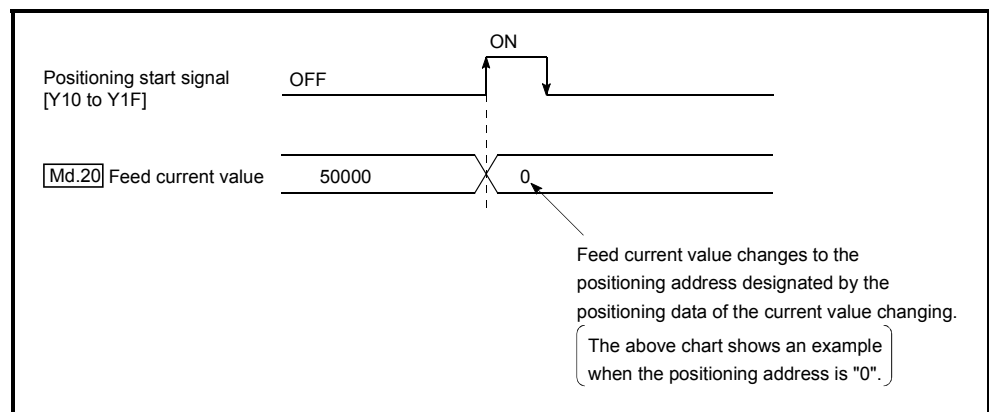 ON
Positioning start signal
[Y10 to Y1F]
OFF
Md.20 Feed current value
50000
0
Feed current value changes to the
positioning address designated by the
positioning data of the current value changing.
The above chart shows an example
when the positioning address is "0".